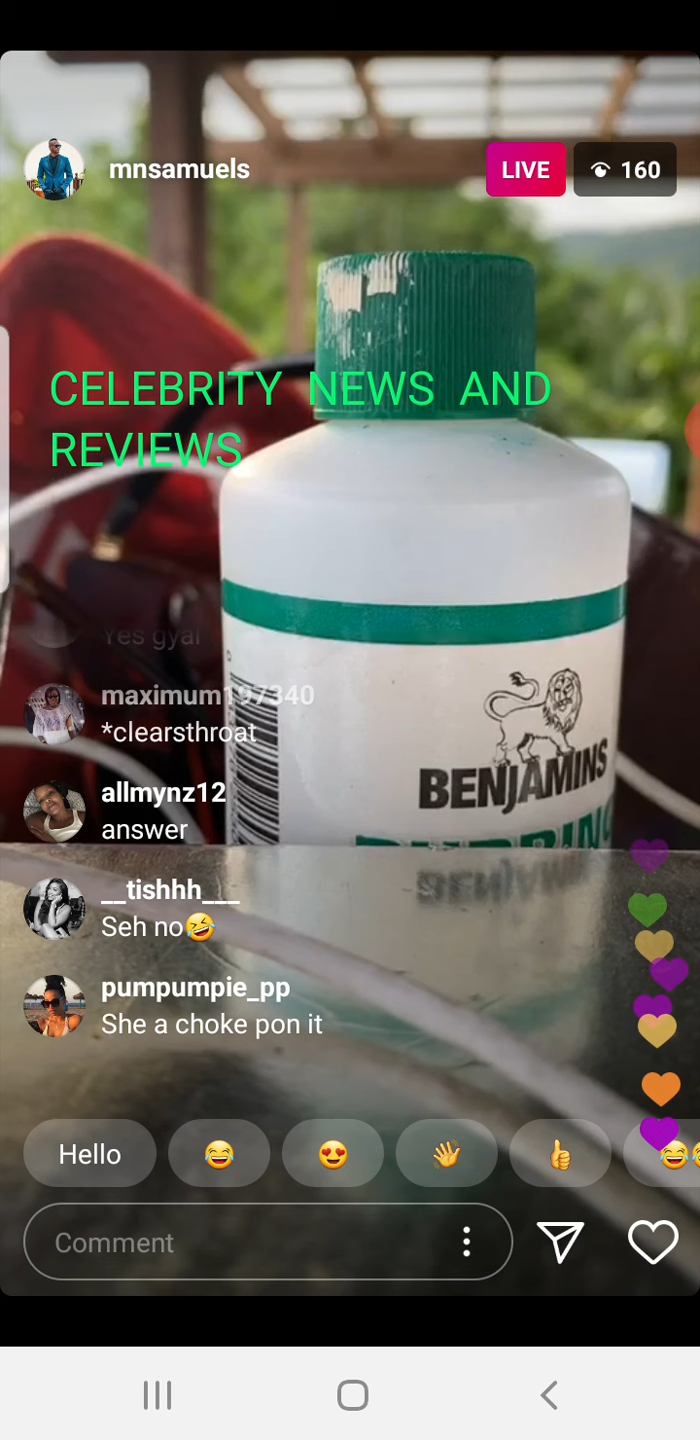 mnsamuels
LIVE
160
CELEBRITY NEWS AND
REVIEWS
Yes gyal
maximum197340
*clearsthroat
BENJAMINS
allmynz12
answer
__tishhh___
Seh no🤣
pumpumpie_pp
She a choke pon it
Hello 😂 😍 👋 👍 😂
Comment